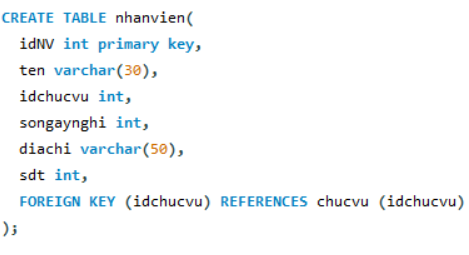 CREATE TABLE nhanvien(
idNV int primary key,
ten varchar(30),
idchucvu int,
songaynghi int,
diachi varchar(50),
sdt int,
FOREIGN KEY (idchucvu) REFERENCES chucvu (idchucvu)
);